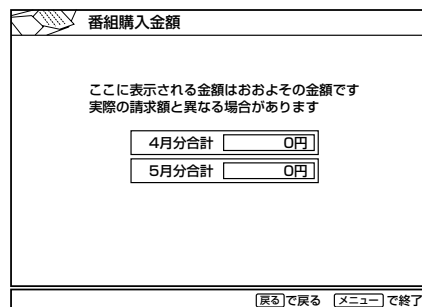 番組購入金額
ここに表示される金額はおおよその金額です
実際の請求額と異なる場合があります
4月分合計 0円
5月分合計 0円
戻るで戻る メニューで終了